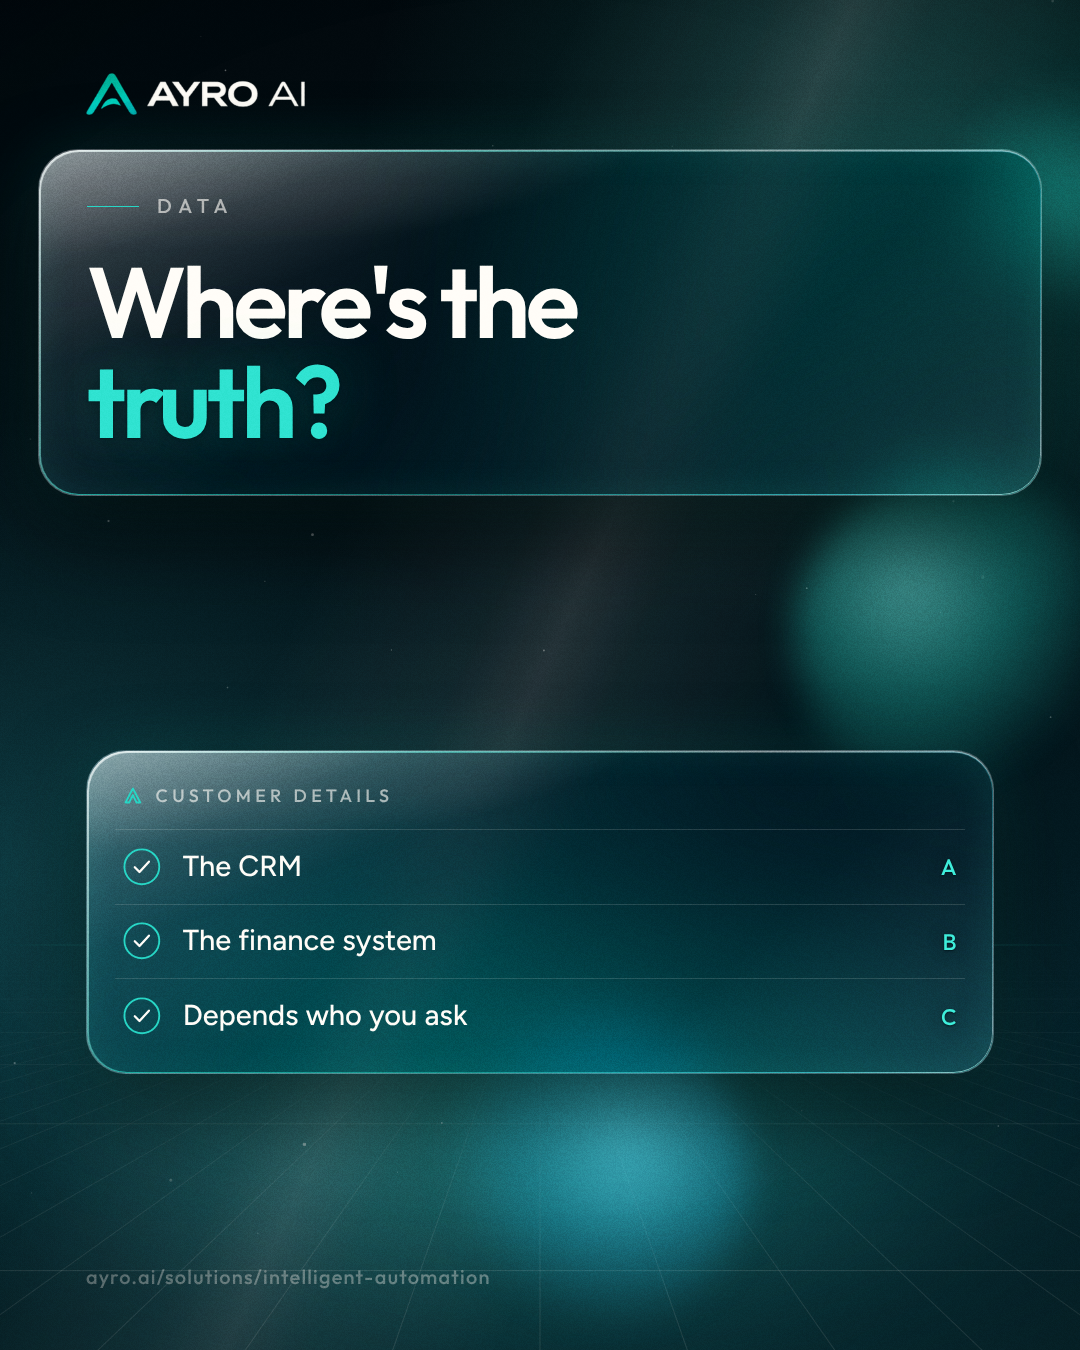 AYRO AI
DATA
Where's the
truth?
CUSTOMER DETAILS
The CRM A
The finance system B
Depends who you ask C
ayro.ai/solutions/intelligent-automation